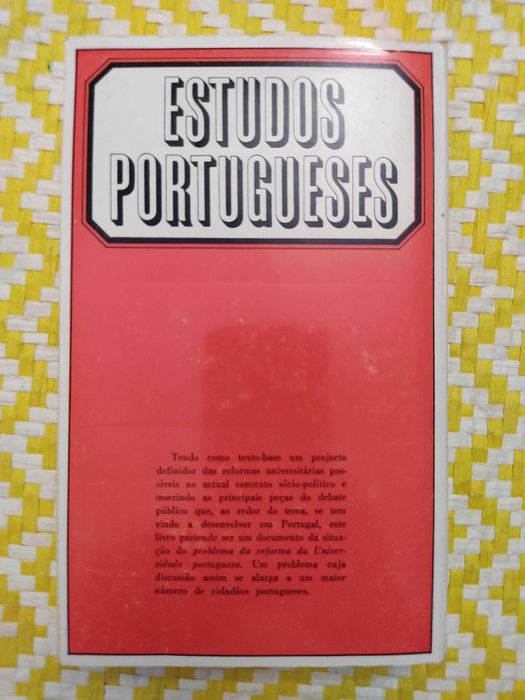 ESTUDOS
PORTUGUESES
Tendo como texto-base um projecto
definidor das reformas universitárias pos-
síveis no actual contexto sócio-político e
inserindo as principais peças do debate
público que, ao redor do tema, se tem
vindo a desenvolver em Portugal, este
livro pretende ser um documento da situa-
ção do problema da reforma da Univer-
sidade portuguesa. Um problema cuja
discussão assim se alarga a um maior
número de cidadãos portugueses.